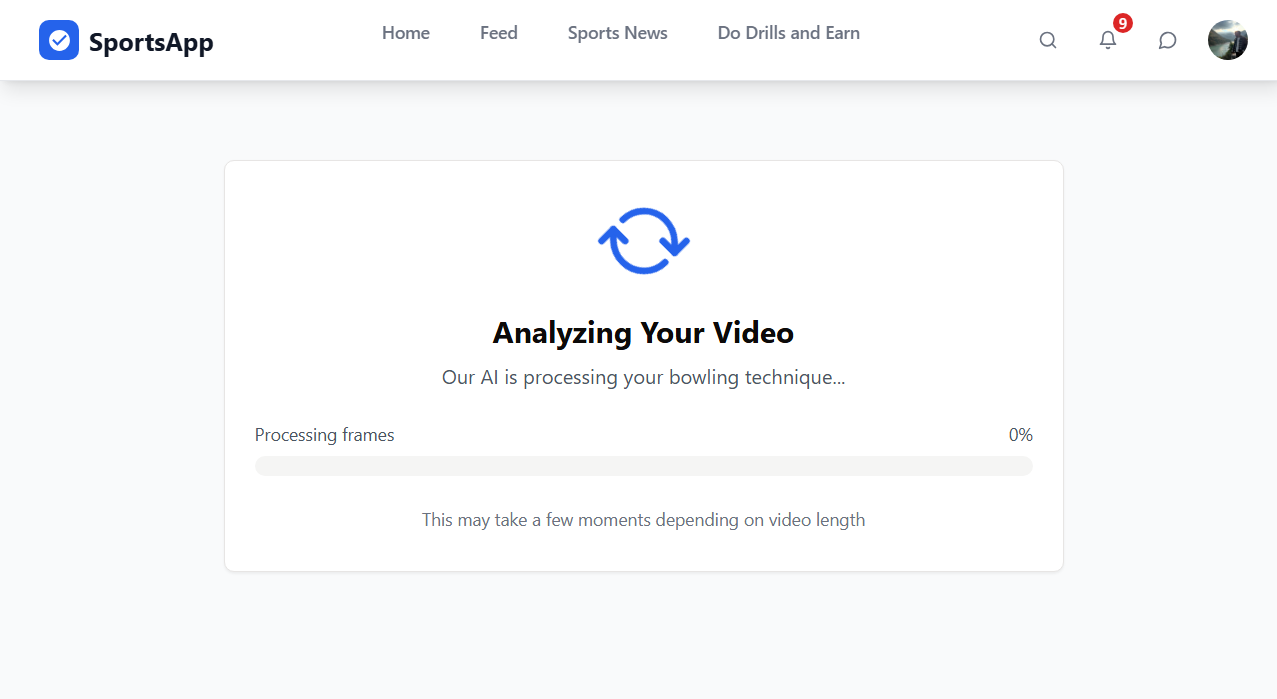 SportsApp
Home Feed Sports News Do Drills and Earn
9
Analyzing Your Video
Our AI is processing your bowling technique...
Processing frames 0%
This may take a few moments depending on video length